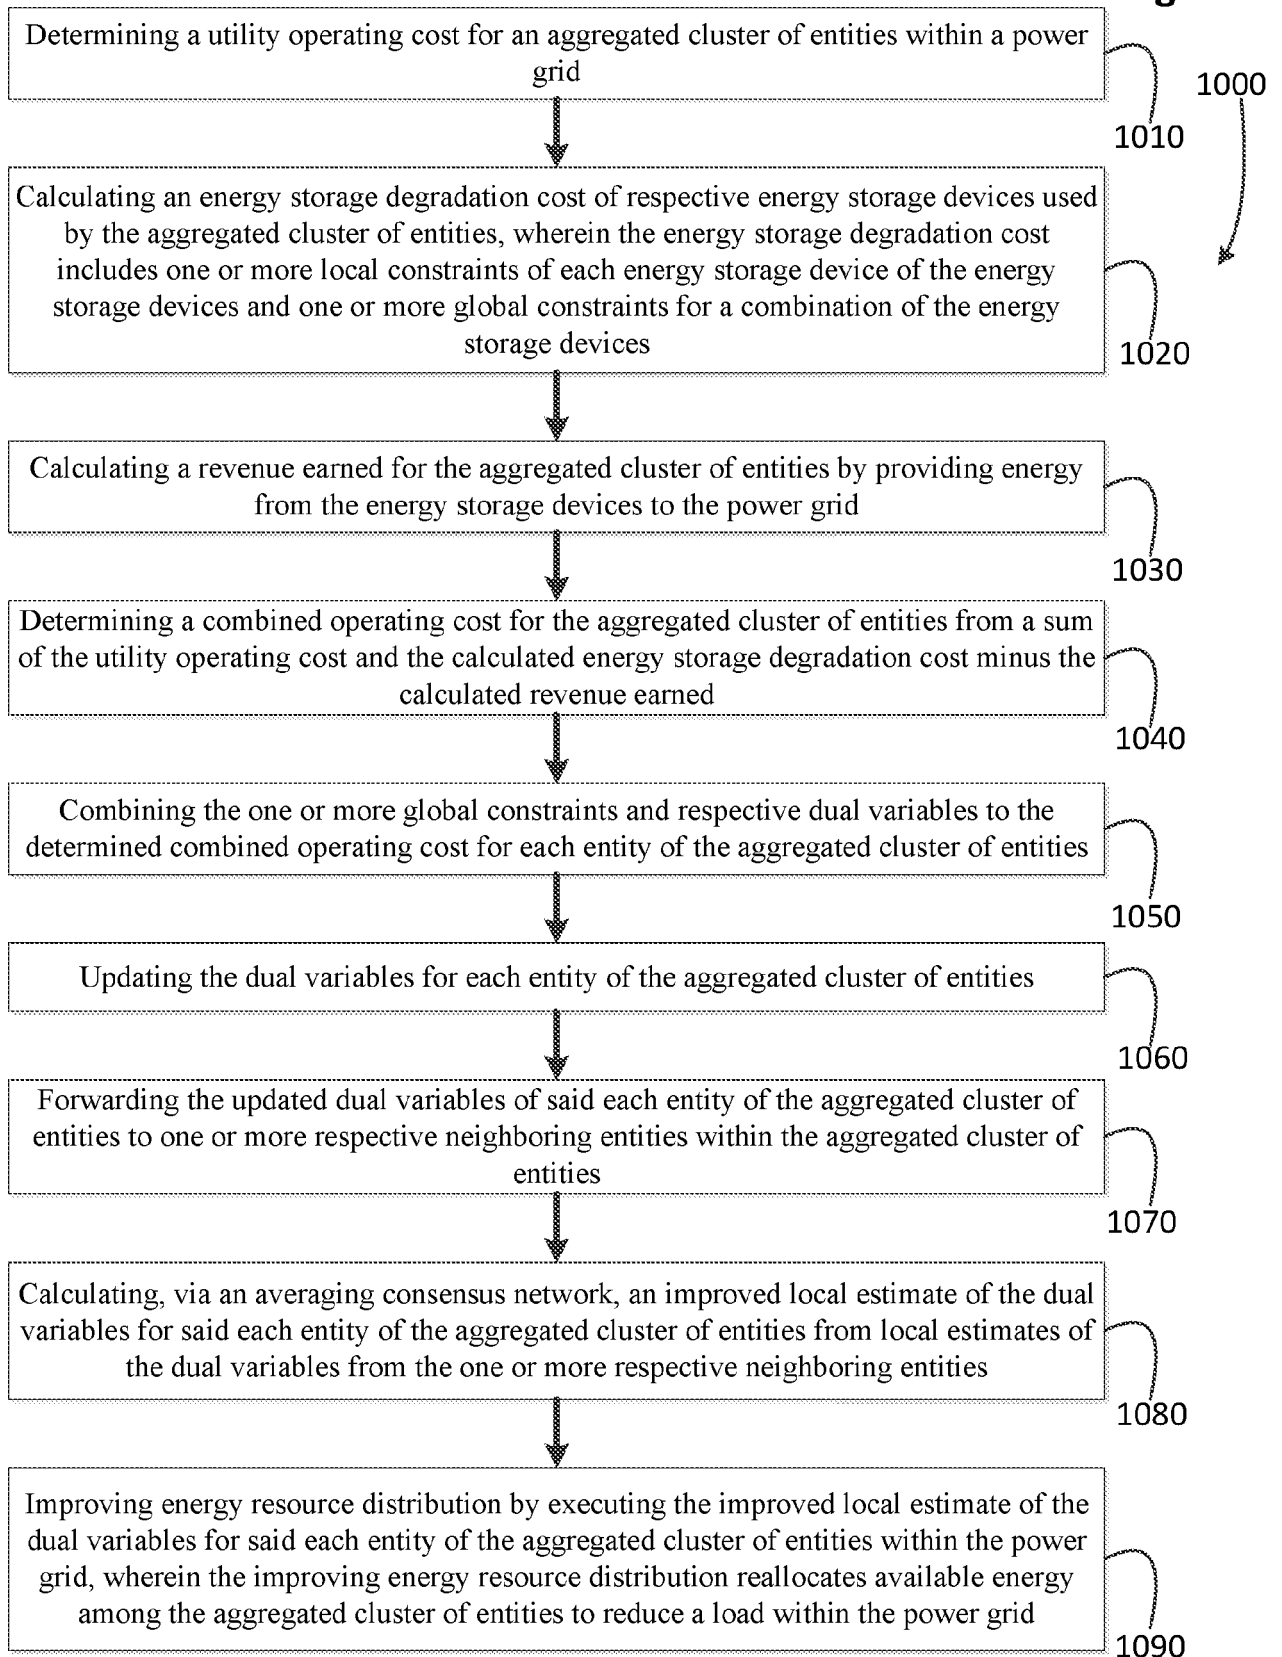 Determining a utility operating cost for an aggregated cluster of entities within a power
grid
1000
1010
Calculating an energy storage degradation cost of respective energy storage devices used
by the aggregated cluster of entities, wherein the energy storage degradation cost
includes one or more local constraints of each energy storage device of the energy
storage devices and one or more global constraints for a combination of the energy
storage devices
1020
Calculating a revenue earned for the aggregated cluster of entities by providing energy
from the energy storage devices to the power grid
1030
Determining a combined operating cost for the aggregated cluster of entities from a sum
of the utility operating cost and the calculated energy storage degradation cost minus the
calculated revenue earned
1040
Combining the one or more global constraints and respective dual variables to the
determined combined operating cost for each entity of the aggregated cluster of entities
1050
Updating the dual variables for each entity of the aggregated cluster of entities
1060
Forwarding the updated dual variables of said each entity of the aggregated cluster of
entities to one or more respective neighboring entities within the aggregated cluster of
entities
1070
Calculating, via an averaging consensus network, an improved local estimate of the dual
variables for said each entity of the aggregated cluster of entities from local estimates of
the dual variables from the one or more respective neighboring entities
1080
Improving energy resource distribution by executing the improved local estimate of the
dual variables for said each entity of the aggregated cluster of entities within the power
grid, wherein the improving energy resource distribution reallocates available energy
among the aggregated cluster of entities to reduce a load within the power grid
1090